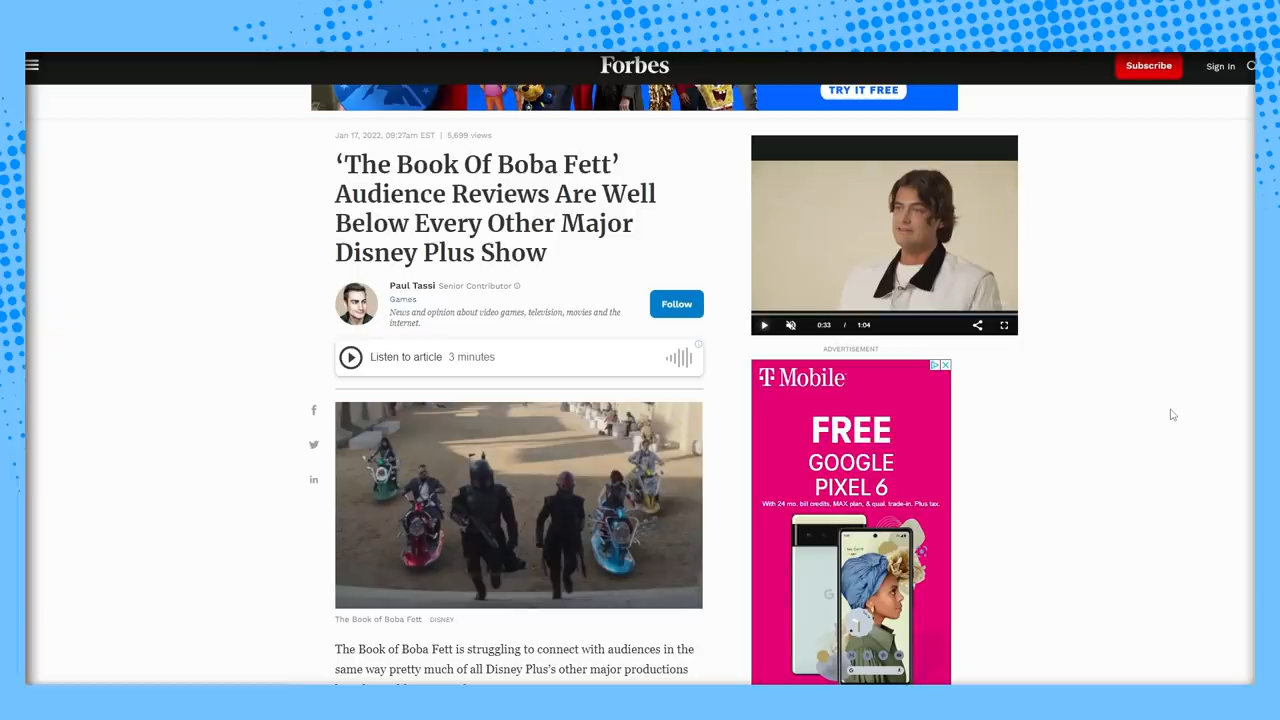 Forbes
Subscribe
Sign In
TRY IT FREE
Jan 17, 2022, 09:27am EST | 5,699 views
‘The Book Of Boba Fett’
Audience Reviews Are Well
Below Every Other Major
Disney Plus Show
Paul Tassi Senior Contributor
Games
News and opinion about video games, television, movies and the
internet.
Follow
Listen to article 3 minutes
The Book of Boba Fett DISNEY
The Book of Boba Fett is struggling to connect with audiences in the
same way pretty much of all Disney Plus’s other major productions
0:33 / 1:04
ADVERTISEMENT
T Mobile
FREE
GOOGLE
PIXEL 6
With 24 mo. bill credits, MAX plan, & qual. trade-in. Plus tax.